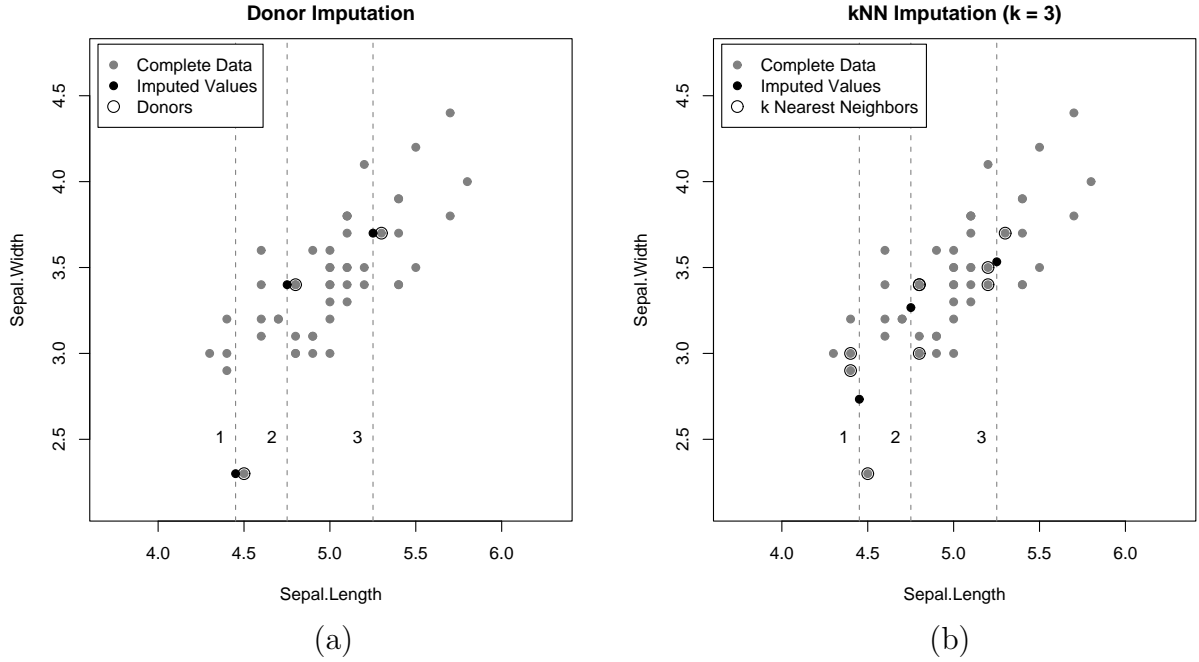 Donor Imputation
Complete Data
Imputed Values
Donors
Sepal.Width
4.5
4.0
3.5
3.0
2.5
1
2
3
4.0 4.5 5.0 5.5 6.0
Sepal.Length
(a)
kNN Imputation (k = 3)
Complete Data
Imputed Values
k Nearest Neighbors
Sepal.Width
4.5
4.0
3.5
3.0
2.5
1
2
3
4.0 4.5 5.0 5.5 6.0
Sepal.Length
(b)